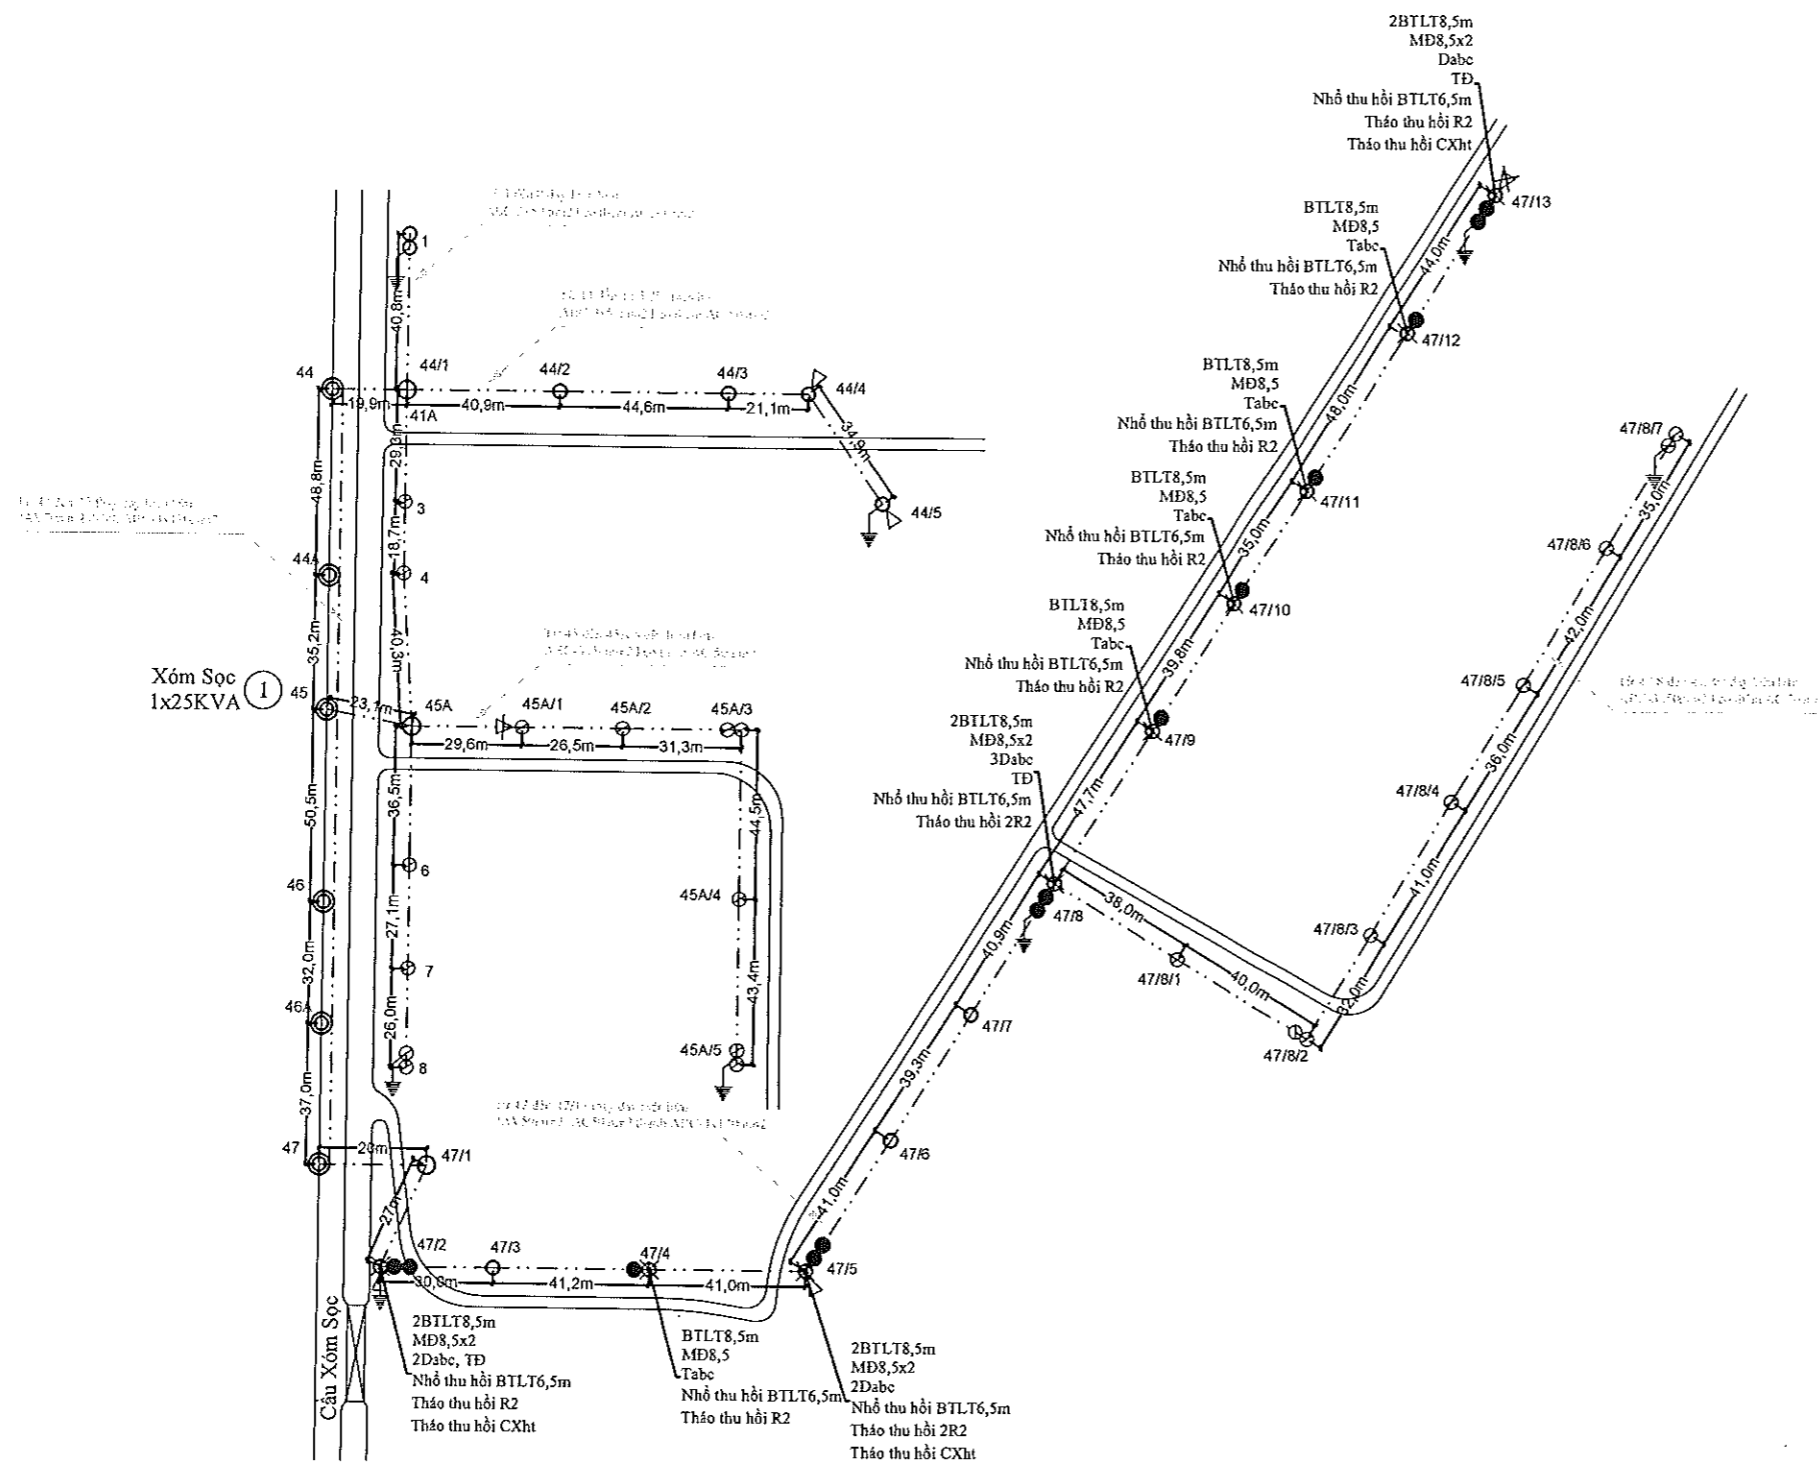 2BTLT8,5m
MĐ8,5x2
Dabc
TĐ
Nhổ thu hồi BTLT6,5m
Tháo thu hồi R2
Tháo thu hồi CXht
47/13
44,0m
BTLT8,5m
MĐ8,5
Tabc
Nhổ thu hồi BTLT6,5m
Tháo thu hồi R2
47/12
48,0m
BTLT8,5m
MĐ8,5
Tabc
Nhổ thu hồi BTLT6,5m
Tháo thu hồi R2
47/11
35,0m
BTLT8,5m
MĐ8,5
Tabc
Nhổ thu hồi BTLT6,5m
Tháo thu hồi R2
47/10
39,8m
BTLT8,5m
MĐ8,5
Tabc
Nhổ thu hồi BTLT6,5m
Tháo thu hồi R2
47/9
47,7m
2BTLT8,5m
MĐ8,5x2
3Dabc
TĐ
Nhổ thu hồi BTLT6,5m
Tháo thu hồi 2R2
47/8
1
40,8m
44
44/1
44/2
44/3
44/4
19,9m
41A
40,9m
44,6m
21,1m
34,9m
44/5
29,3m
3
18,7m
4
40,3m
48,8m
44A
35,2m
Xóm Sọc
1x25KVA
1
45
23,1m
45A
45A/1
45A/2
45A/3
29,6m
26,5m
31,3m
36,5m
44,5m
50,5m
6
46
45A/4
27,1m
43,4m
32,0m
7
46A
26,0m
45A/5
8
37,0m
47
20m
47/1
27m
47/2
47/3
47/4
47/5
30,0m
41,2m
41,0m
41,0m
47/6
39,3m
47/7
40,9m
38,0m
47/8/1
40,0m
47/8/2
32,0m
47/8/3
41,0m
47/8/4
36,0m
47/8/5
42,0m
47/8/6
35,0m
47/8/7
Cầu Xóm Sọc
2BTLT8,5m
MĐ8,5x2
2Dabc, TĐ
Nhổ thu hồi BTLT6,5m
Tháo thu hồi R2
Tháo thu hồi CXht
BTLT8,5m
MĐ8,5
Tabc
Nhổ thu hồi BTLT6,5m
Tháo thu hồi R2
2BTLT8,5m
MĐ8,5x2
2Dabc
Nhổ thu hồi BTLT6,5m
Tháo thu hồi 2R2
Tháo thu hồi CXht